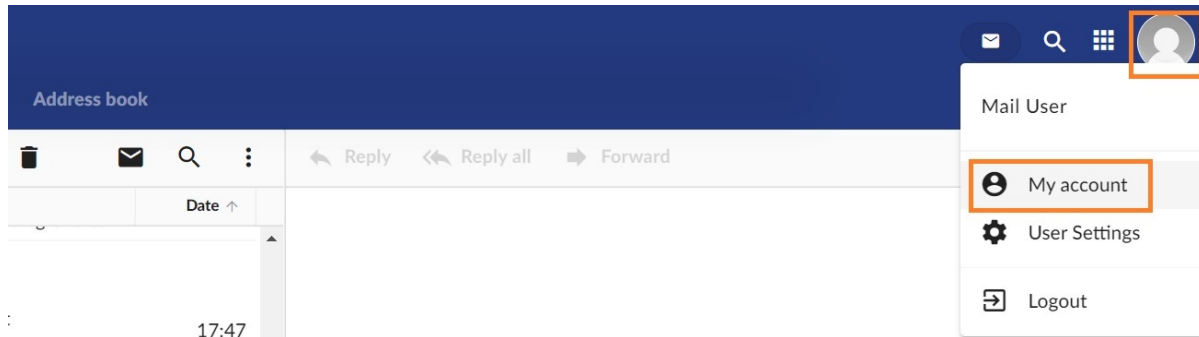 Address book
Mail User
Reply Reply all Forward
My account
Date
User Settings
Logout
17:47